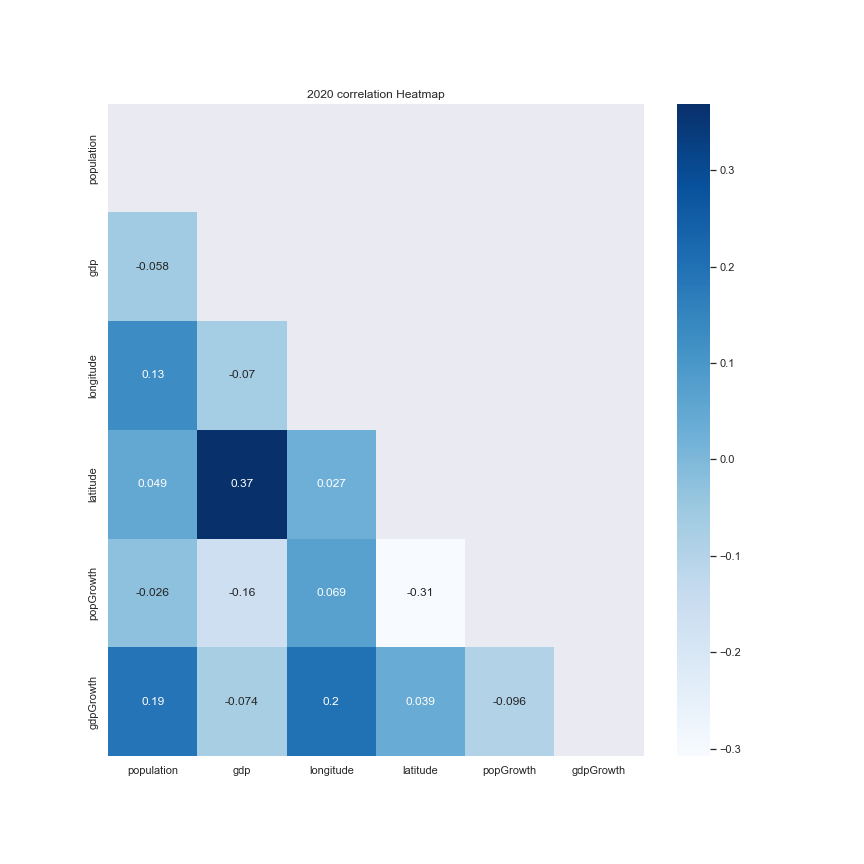 2020 correlation Heatmap
population
gdp
-0.058
longitude
0.13 -0.07
latitude
0.049 0.37 0.027
popGrowth
-0.026 -0.16 0.069 -0.31
gdpGrowth
0.19 -0.074 0.2 0.039 -0.096
population gdp longitude latitude popGrowth gdpGrowth
0.3
0.2
0.1
0.0
−0.1
−0.2
−0.3